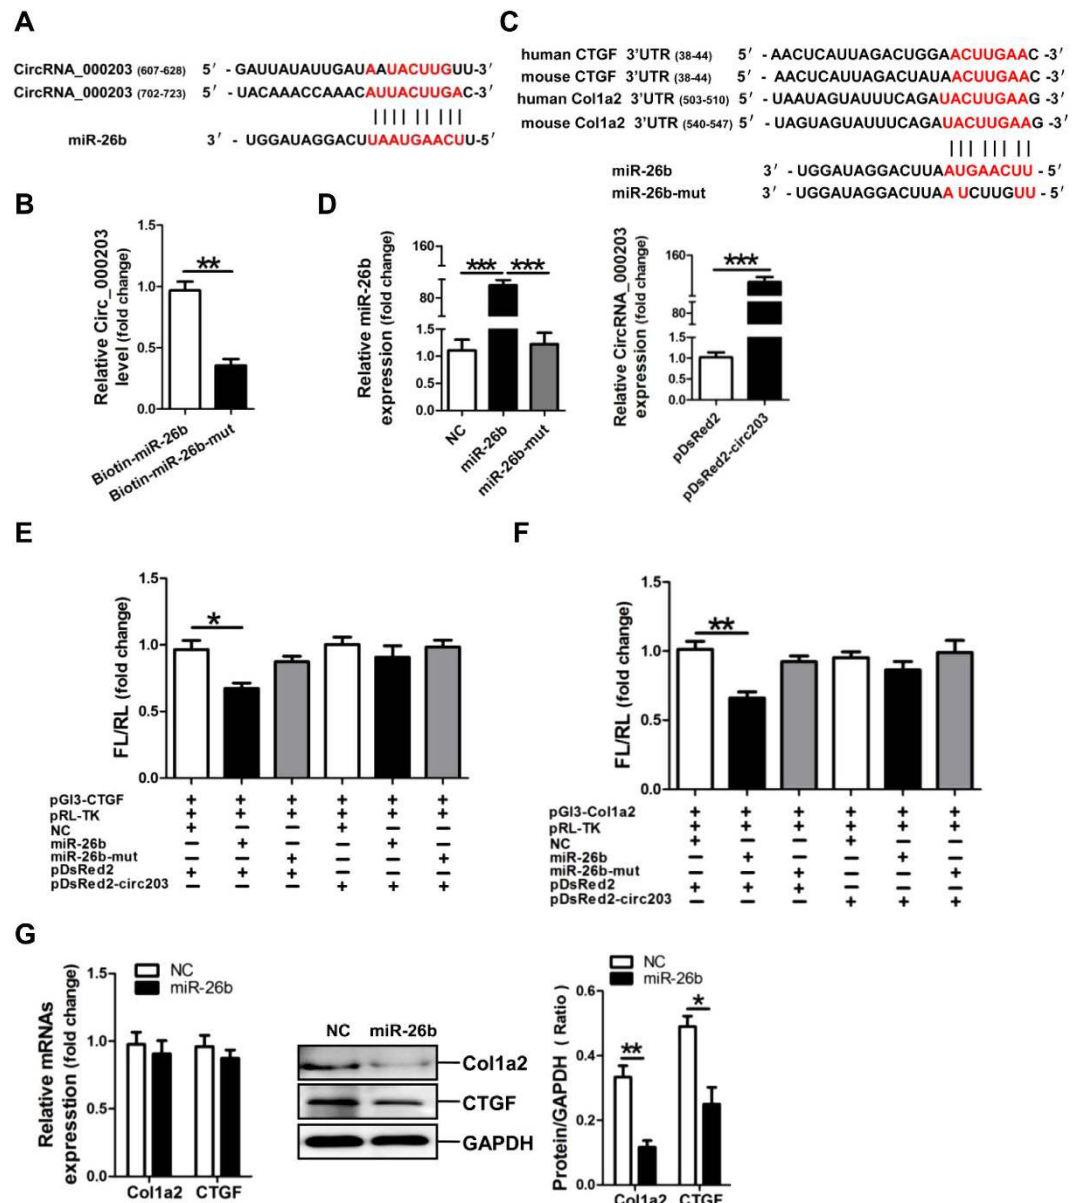 A
CircRNA_000203 (607-628) 5′ - GAUUAUAUUGAUAAUACUUGUU-3′
CircRNA_000203 (702-723) 5′ - UACAAACCAAACAUUACUUGACAC-3′
miR-26b 3′ - UGGAUAGGACUUUAAUGAACUU-5′
C
human CTGF 3'UTR (38-44) 5′ - AACUCAUUAGACUGGAACUUGAAC -3′
mouse CTGF 3'UTR (38-44) 5′ - AACUCAUUAGACUAUAACUUGAAC -3′
human Col1a2 3'UTR (503-510) 5′ - UAAUAGUAUUUCAGAUACUUGAAG -3′
mouse Col1a2 3'UTR (540-547) 5′ - UAGUAGUAUUUCAGAUACUUGAAG -3′
miR-26b 3′ - UGGAUAGGACUUAAUGAACUU - 5′
miR-26b-mut 3′ - UGGAUAGGACUUAA UCUUGUU - 5′
B
Relative Circ_000203
level (fold change)
1.5
1.0
0.5
0.0
**
Biotin-miR-26b
Biotin-miR-26b-mut
D
Relative miR-26b
expression (fold change)
160
80
1.5
1.0
0.5
0.0
*** ***
NC
miR-26b
miR-26b-mut
Relative CircRNA_000203
expression (fold change)
160
80
1.5
1.0
0.5
0.0
***
pDsRed2
pDsRed2-circ203
E
FL/RL (fold change)
1.5
1.0
0.5
0.0
*
pGl3-CTGF + + + + + +
pRL-TK + + + + + +
NC + − − + − −
miR-26b − + − − + −
miR-26b-mut − − + − − +
pDsRed2 + + + − − −
pDsRed2-circ203 − − − + + +
F
FL/RL (fold change)
1.5
1.0
0.5
0.0
**
pGl3-Col1a2 + + + + + +
pRL-TK + + + + + +
NC + − − + − −
miR-26b − + − − + −
miR-26b-mut − − + − − +
pDsRed2 + + + − − −
pDsRed2-circ203 − − − + + +
G
Relative mRNAs
expresstion (fold change)
NC
miR-26b
1.5
1.0
0.5
0.0
Col1a2 CTGF
NC miR-26b
Col1a2
CTGF
GAPDH
Protein/GAPDH ( Ratio )
NC
miR-26b
0.6
0.4
0.2
0.0
** *
Col1a2 CTGF